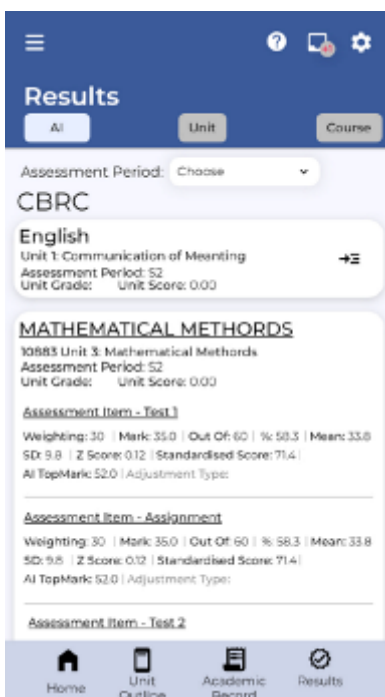 Results
AI Unit Course
Assessment Period: Choose
CBRC
English
Unit 1: Communication of Meanting
Assessment Period: S2
Unit Grade: Unit Score: 0.00
MATHEMATICAL METHORDS
10883 Unit 3: Mathematical Methords
Assessment Period: S2
Unit Grade: Unit Score: 0.00
Assessment Item - Test 1
Weighting: 30 | Mark: 35.0 | Out Of: 60 | %: 58.3 | Mean: 33.8
SD: 9.8 | Z Score: 0.12 | Standardised Score: 71.4|
AI TopMark: 52.0 | Adjustment Type:
Assessment Item - Assignment
Weighting: 30 | Mark: 35.0 | Out Of: 60 | %: 58.3 | Mean: 33.8
SD: 9.8 | Z Score: 0.12 | Standardised Score: 71.4|
AI TopMark: 52.0 | Adjustment Type:
Assessment Item - Test 2
Home Unit Outline Academic Record Results